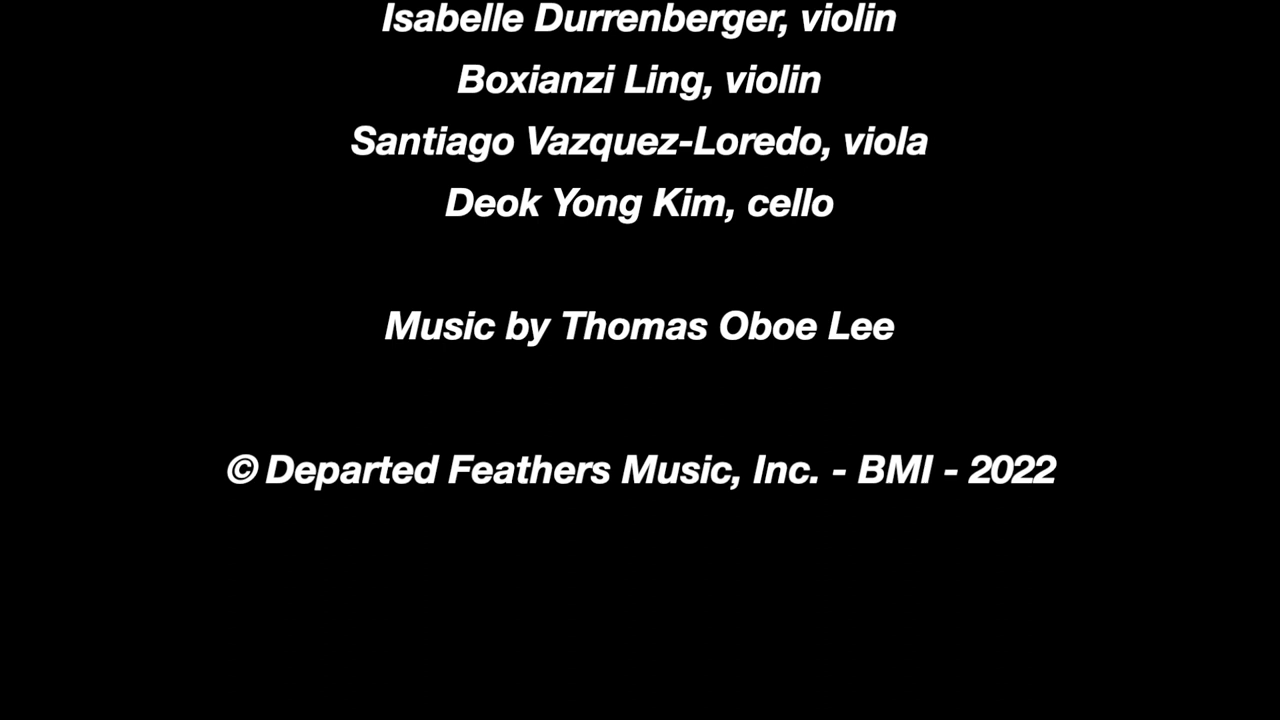 Isabelle Durrenberger, violin
Boxianzi Ling, violin
Santiago Vazquez-Loredo, viola
Deok Yong Kim, cello
Music by Thomas Oboe Lee
© Departed Feathers Music, Inc. - BMI - 2022